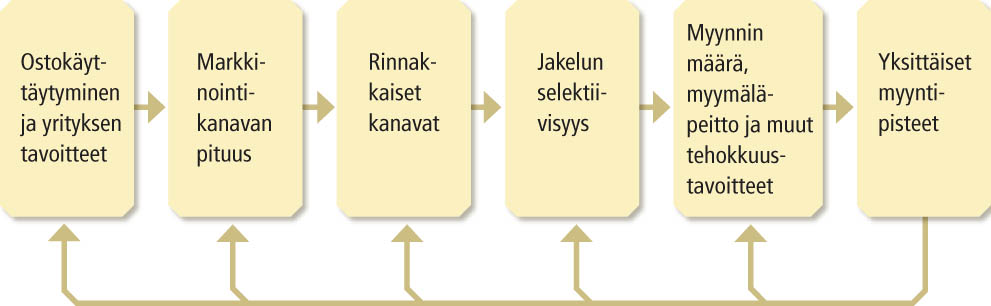 Ostokäyt-
täytyminen
ja yrityksen
tavoitteet
Markki-
nointi-
kanavan
pituus
Rinnak-
kaiset
kanavat
Jakelun
selektii-
visyys
Myynnin
määrä,
myymälä-
peitto ja muut
tehokkuus-
tavoitteet
Yksittäiset
myynti-
pisteet